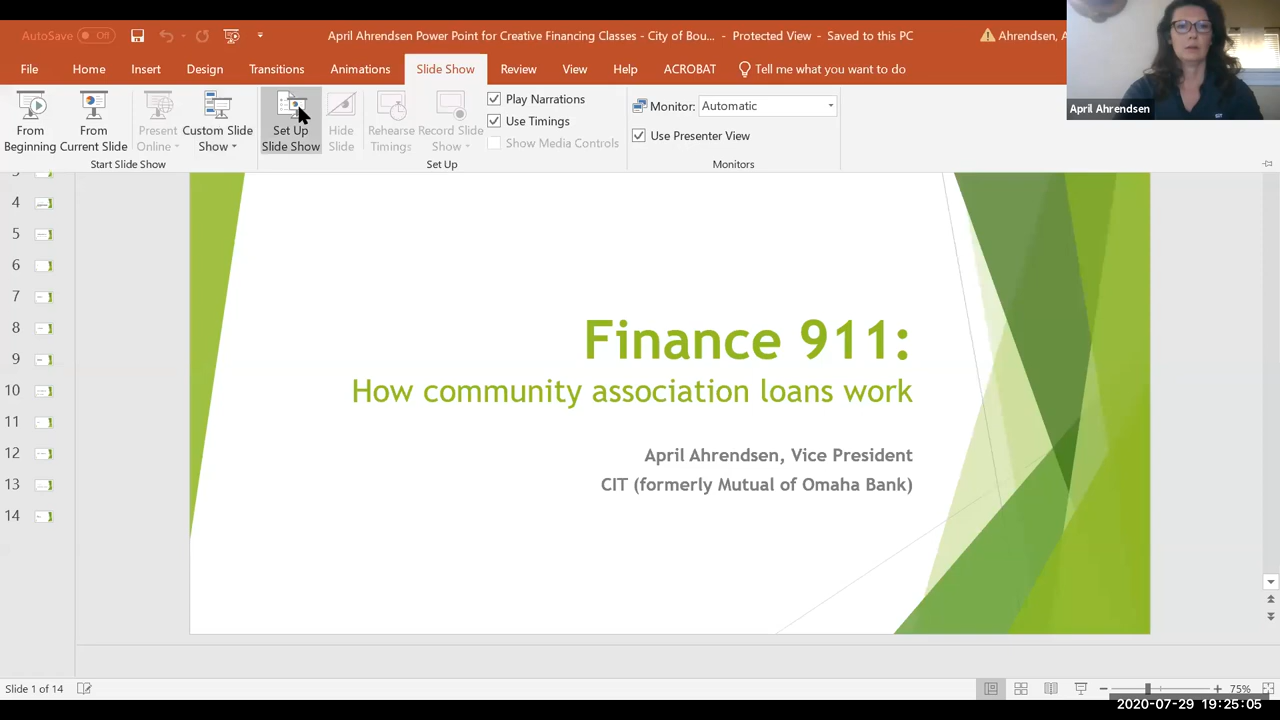 AutoSave Off
April Ahrendsen Power Point for Creative Financing Classes - City of Bou... - Protected View - Saved to this PC
Ahrendsen, A
File Home Insert Design Transitions Animations Slide Show Review View Help ACROBAT Tell me what you want to do
April Ahrendsen
From Beginning
From Current Slide
Present Online
Custom Slide Show
Start Slide Show
Set Up Slide Show
Hide Slide
Rehearse Timings
Record Slide Show
Play Narrations
Use Timings
Show Media Controls
Set Up
Monitor: Automatic
Use Presenter View
Monitors
4
5
6
7
8
9
10
11
12
13
14
Finance 911:
How community association loans work
April Ahrendsen, Vice President
CIT (formerly Mutual of Omaha Bank)
Slide 1 of 14
75%
2020-07-29 19:25:05